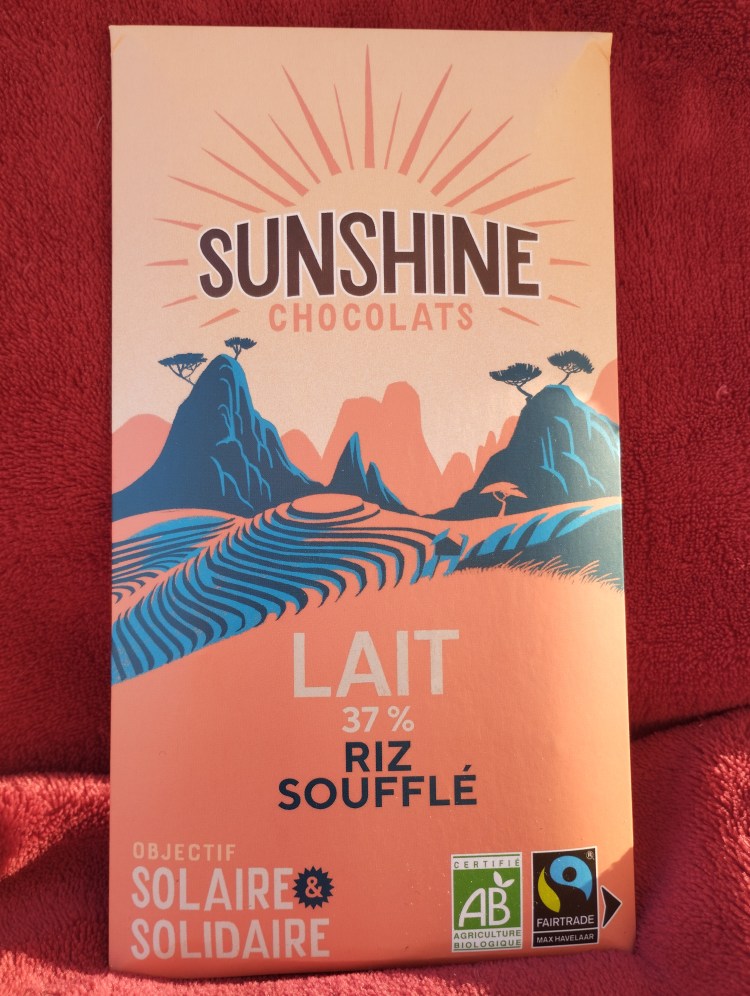 SUNSHINE
CHOCOLATS
LAIT
37 %
RIZ
SOUFFLÉ
OBJECTIF
SOLAIRE &
SOLIDAIRE
CERTIFIÉ
AB
AGRICULTURE
BIOLOGIQUE
®
FAIRTRADE
MAX HAVELAAR